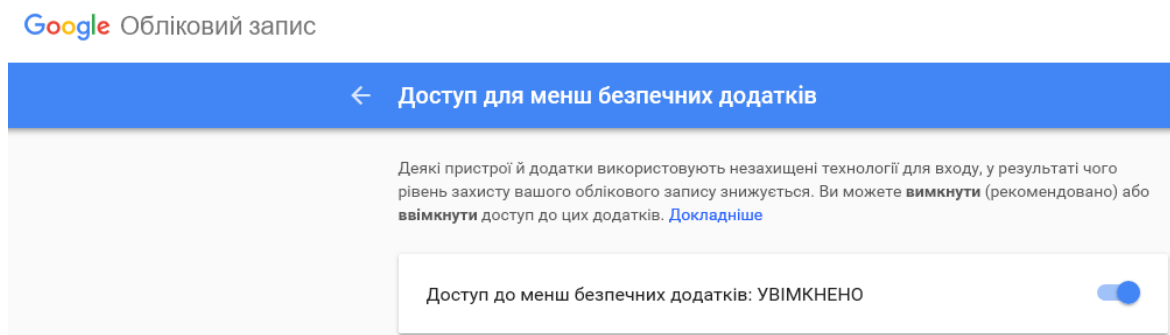 Google Обліковий запис
Доступ для менш безпечних додатків
Деякі пристрої й додатки використовують незахищені технології для входу, у результаті чого
рівень захисту вашого облікового запису знижується. Ви можете вимкнути (рекомендовано) або
ввімкнути доступ до цих додатків. Докладніше
Доступ до менш безпечних додатків: УВІМКНЕНО